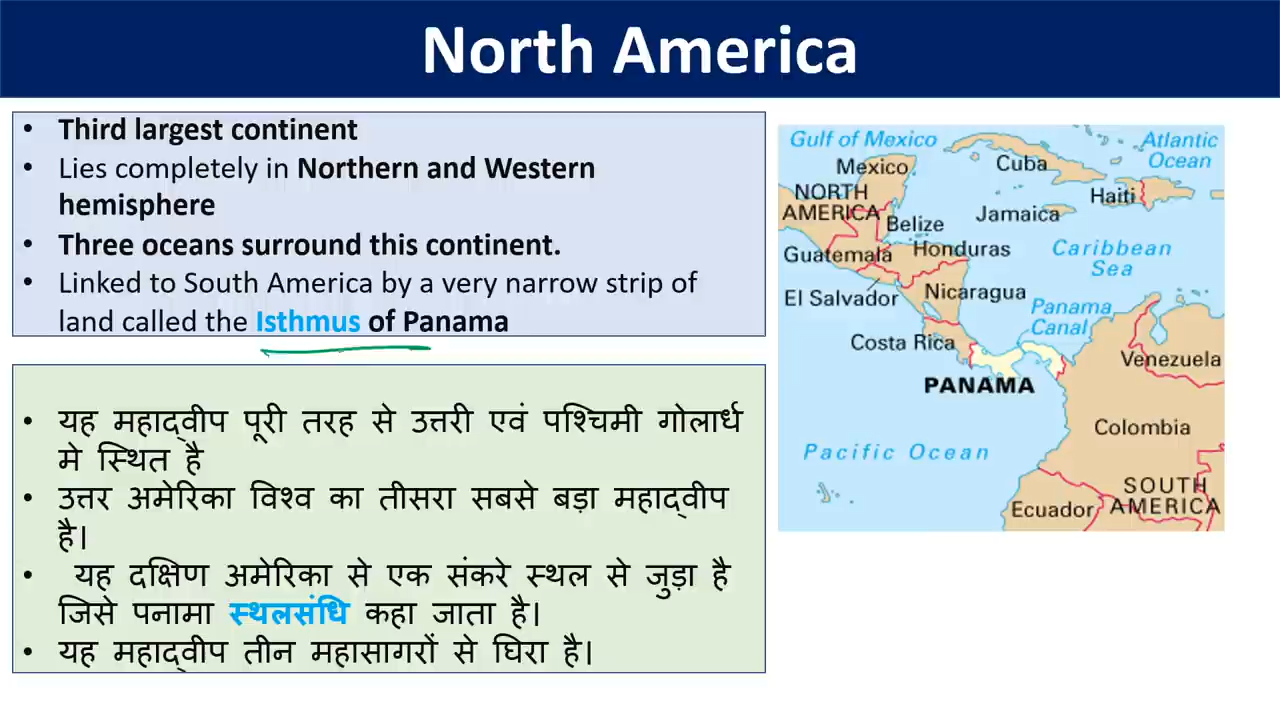 North America
• Third largest continent
• Lies completely in Northern and Western
hemisphere
• Three oceans surround this continent.
• Linked to South America by a very narrow strip of
land called the Isthmus of Panama
• यह महाद्वीप पूरी तरह से उत्तरी एवं पश्चिमी गोलार्ध
मे स्थित है
• उत्तर अमेरिका विश्व का तीसरा सबसे बड़ा महाद्वीप
है।
• यह दक्षिण अमेरिका से एक संकरे स्थल से जुड़ा है
जिसे पनामा स्थलसंधि कहा जाता है।
• यह महाद्वीप तीन महासागरों से घिरा है।
Gulf of Mexico
Atlantic
Ocean
Mexico
Cuba
NORTH
AMERICA
Haiti
Belize
Jamaica
Guatemala
Honduras
Caribbean
Sea
El Salvador
Nicaragua
Panama
Canal
Costa Rica
Venezuela
PANAMA
Colombia
Pacific Ocean
SOUTH
AMERICA
Ecuador